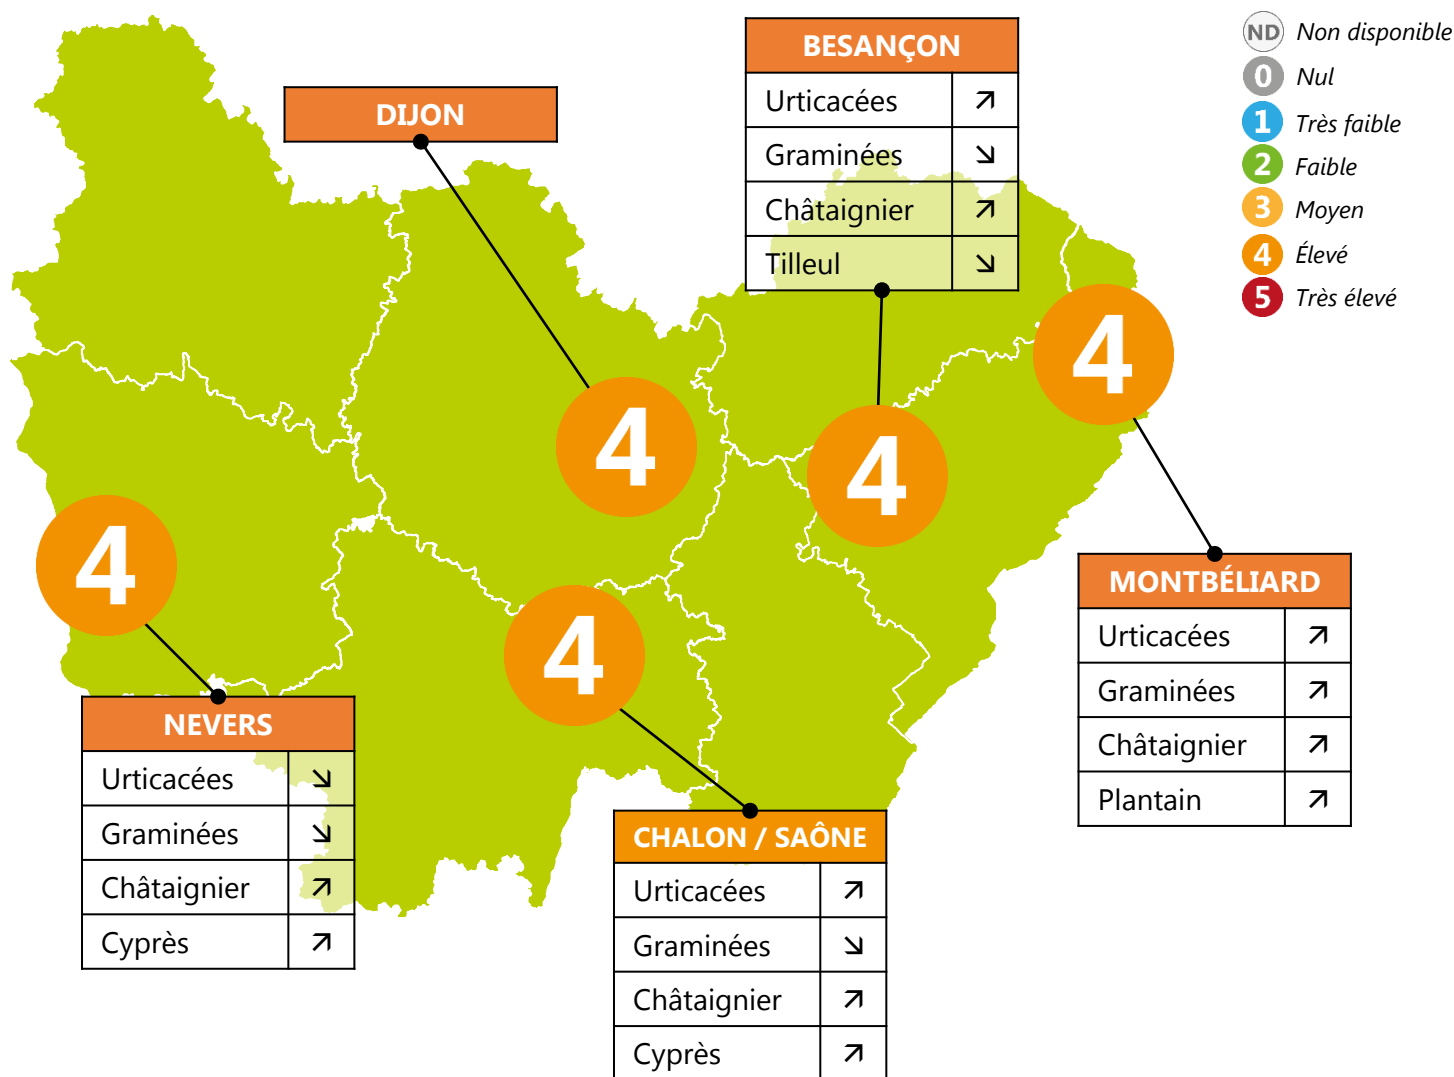 BESANÇON
Urticacées ↗
Graminées ↘
Châtaignier ↗
Tilleul ↘
ND Non disponible
0 Nul
1 Très faible
2 Faible
3 Moyen
4 Élevé
5 Très élevé
DIJON
4
4
4
4
4
MONTBÉLIARD
Urticacées ↗
Graminées ↗
Châtaignier ↗
Plantain ↗
NEVERS
Urticacées ↘
Graminées ↘
Châtaignier ↗
Cyprès ↗
CHALON / SAÔNE
Urticacées ↗
Graminées ↘
Châtaignier ↗
Cyprès ↗